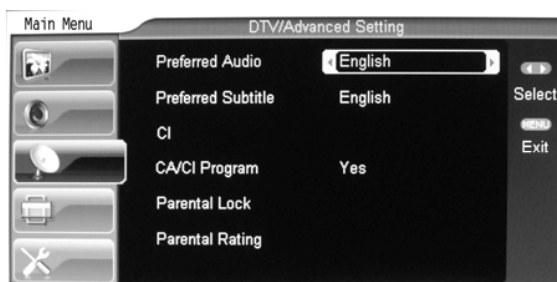 Main Menu
DTV/Advanced Setting
Preferred Audio English
Preferred Subtitle English
CI
CA/CI Program Yes
Parental Lock
Parental Rating
Select
MENU
Exit